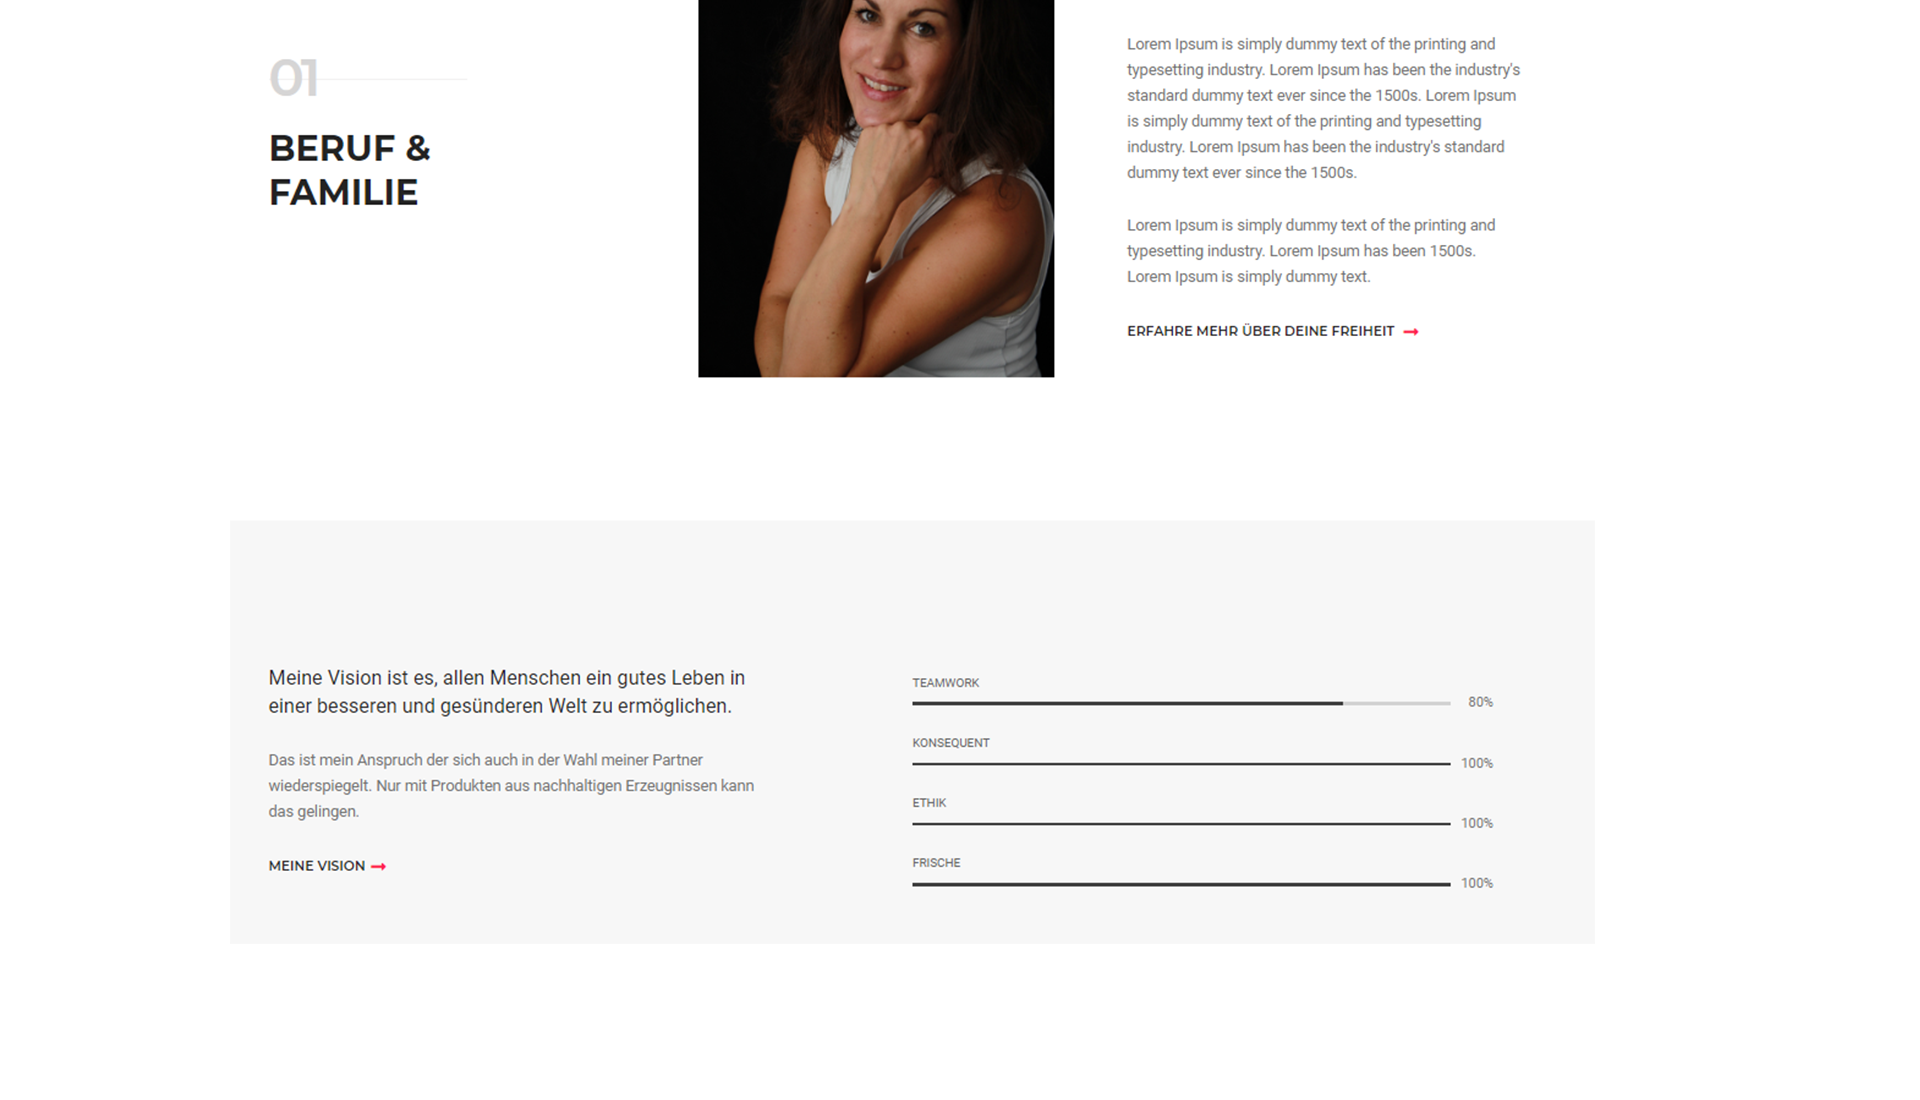 01
BERUF &
FAMILIE
Lorem Ipsum is simply dummy text of the printing and
typesetting industry. Lorem Ipsum has been the industry's
standard dummy text ever since the 1500s. Lorem Ipsum
is simply dummy text of the printing and typesetting
industry. Lorem Ipsum has been the industry's standard
dummy text ever since the 1500s.
Lorem Ipsum is simply dummy text of the printing and
typesetting industry. Lorem Ipsum has been 1500s.
Lorem Ipsum is simply dummy text.
ERFAHRE MEHR ÜBER DEINE FREIHEIT
Meine Vision ist es, allen Menschen ein gutes Leben in
einer besseren und gesünderen Welt zu ermöglichen.
Das ist mein Anspruch der sich auch in der Wahl meiner Partner
wiederspiegelt. Nur mit Produkten aus nachhaltigen Erzeugnissen kann
das gelingen.
MEINE VISION
TEAMWORK
80%
KONSEQUENT
100%
ETHIK
100%
FRISCHE
100%